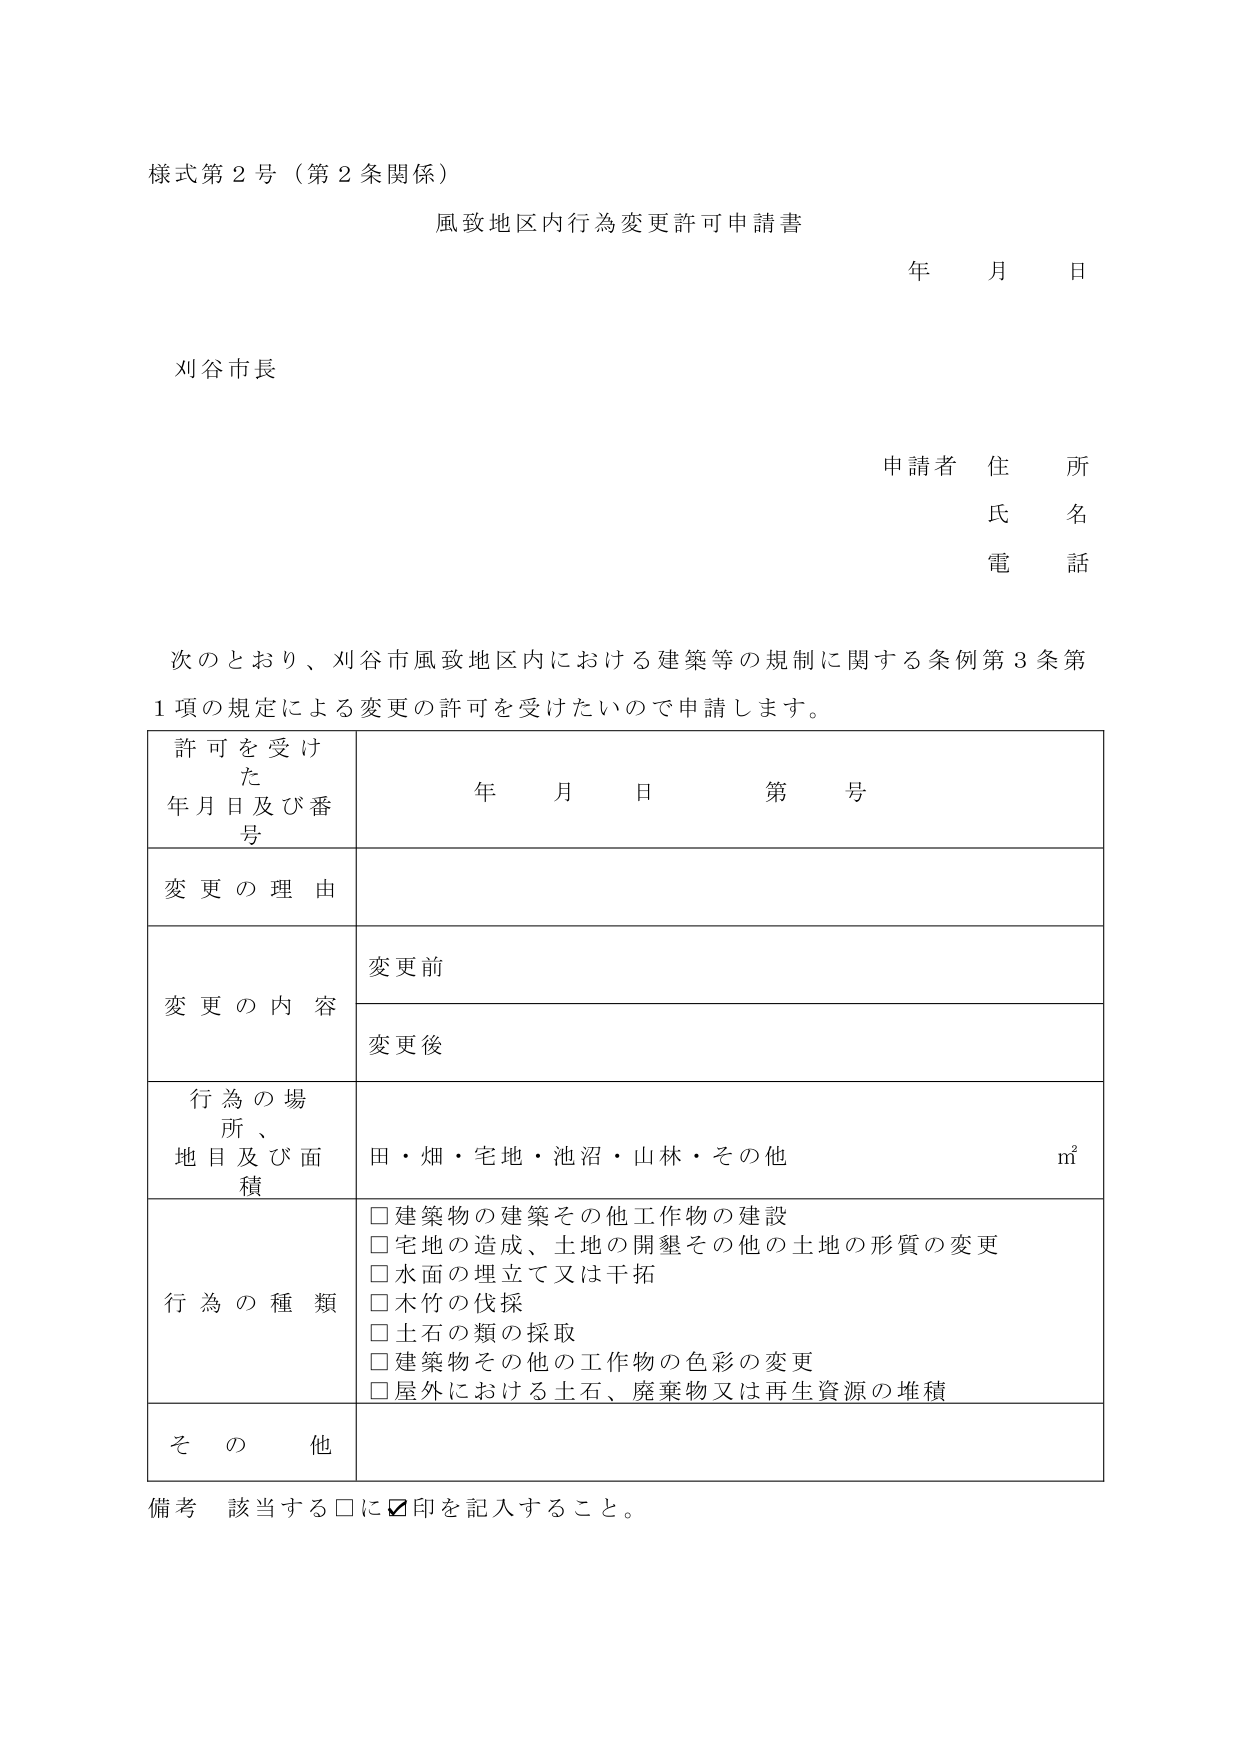 様式第２号（第２条関係）
風致地区内行為変更許可申請書
年　　月　　日
刈谷市長
申請者　住　　所
氏　　名
電　　話
次のとおり、刈谷市風致地区内における建築等の規制に関する条例第３条第
１項の規定による変更の許可を受けたいので申請します。
許可を受け
た
年月日及び番
号
年　　月　　日　　　　第　　号
変更の理由
変更の内容
変更前
変更後
行為の場
所、
地目及び面
積
田・畑・宅地・池沼・山林・その他　　　　　　　　　　㎡
行為の種類
□建築物の建築その他工作物の建設
□宅地の造成、土地の開墾その他の土地の形質の変更
□水面の埋立て又は干拓
□木竹の伐採
□土石の類の採取
□建築物その他の工作物の色彩の変更
□屋外における土石、廃棄物又は再生資源の堆積
その他
備考　該当する□に☑印を記入すること。